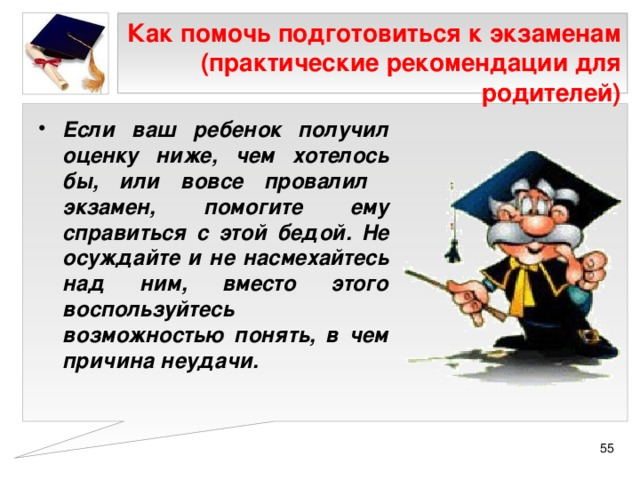 Как помочь подготовиться к экзаменам
(практические рекомендации для
родителей)
• Если ваш ребенок получил
оценку ниже, чем хотелось
бы, или вовсе провалил
экзамен, помогите ему
справиться с этой бедой. Не
осуждайте и не насмехайтесь
над ним, вместо этого
воспользуйтесь
возможностью понять, в чем
причина неудачи.
55